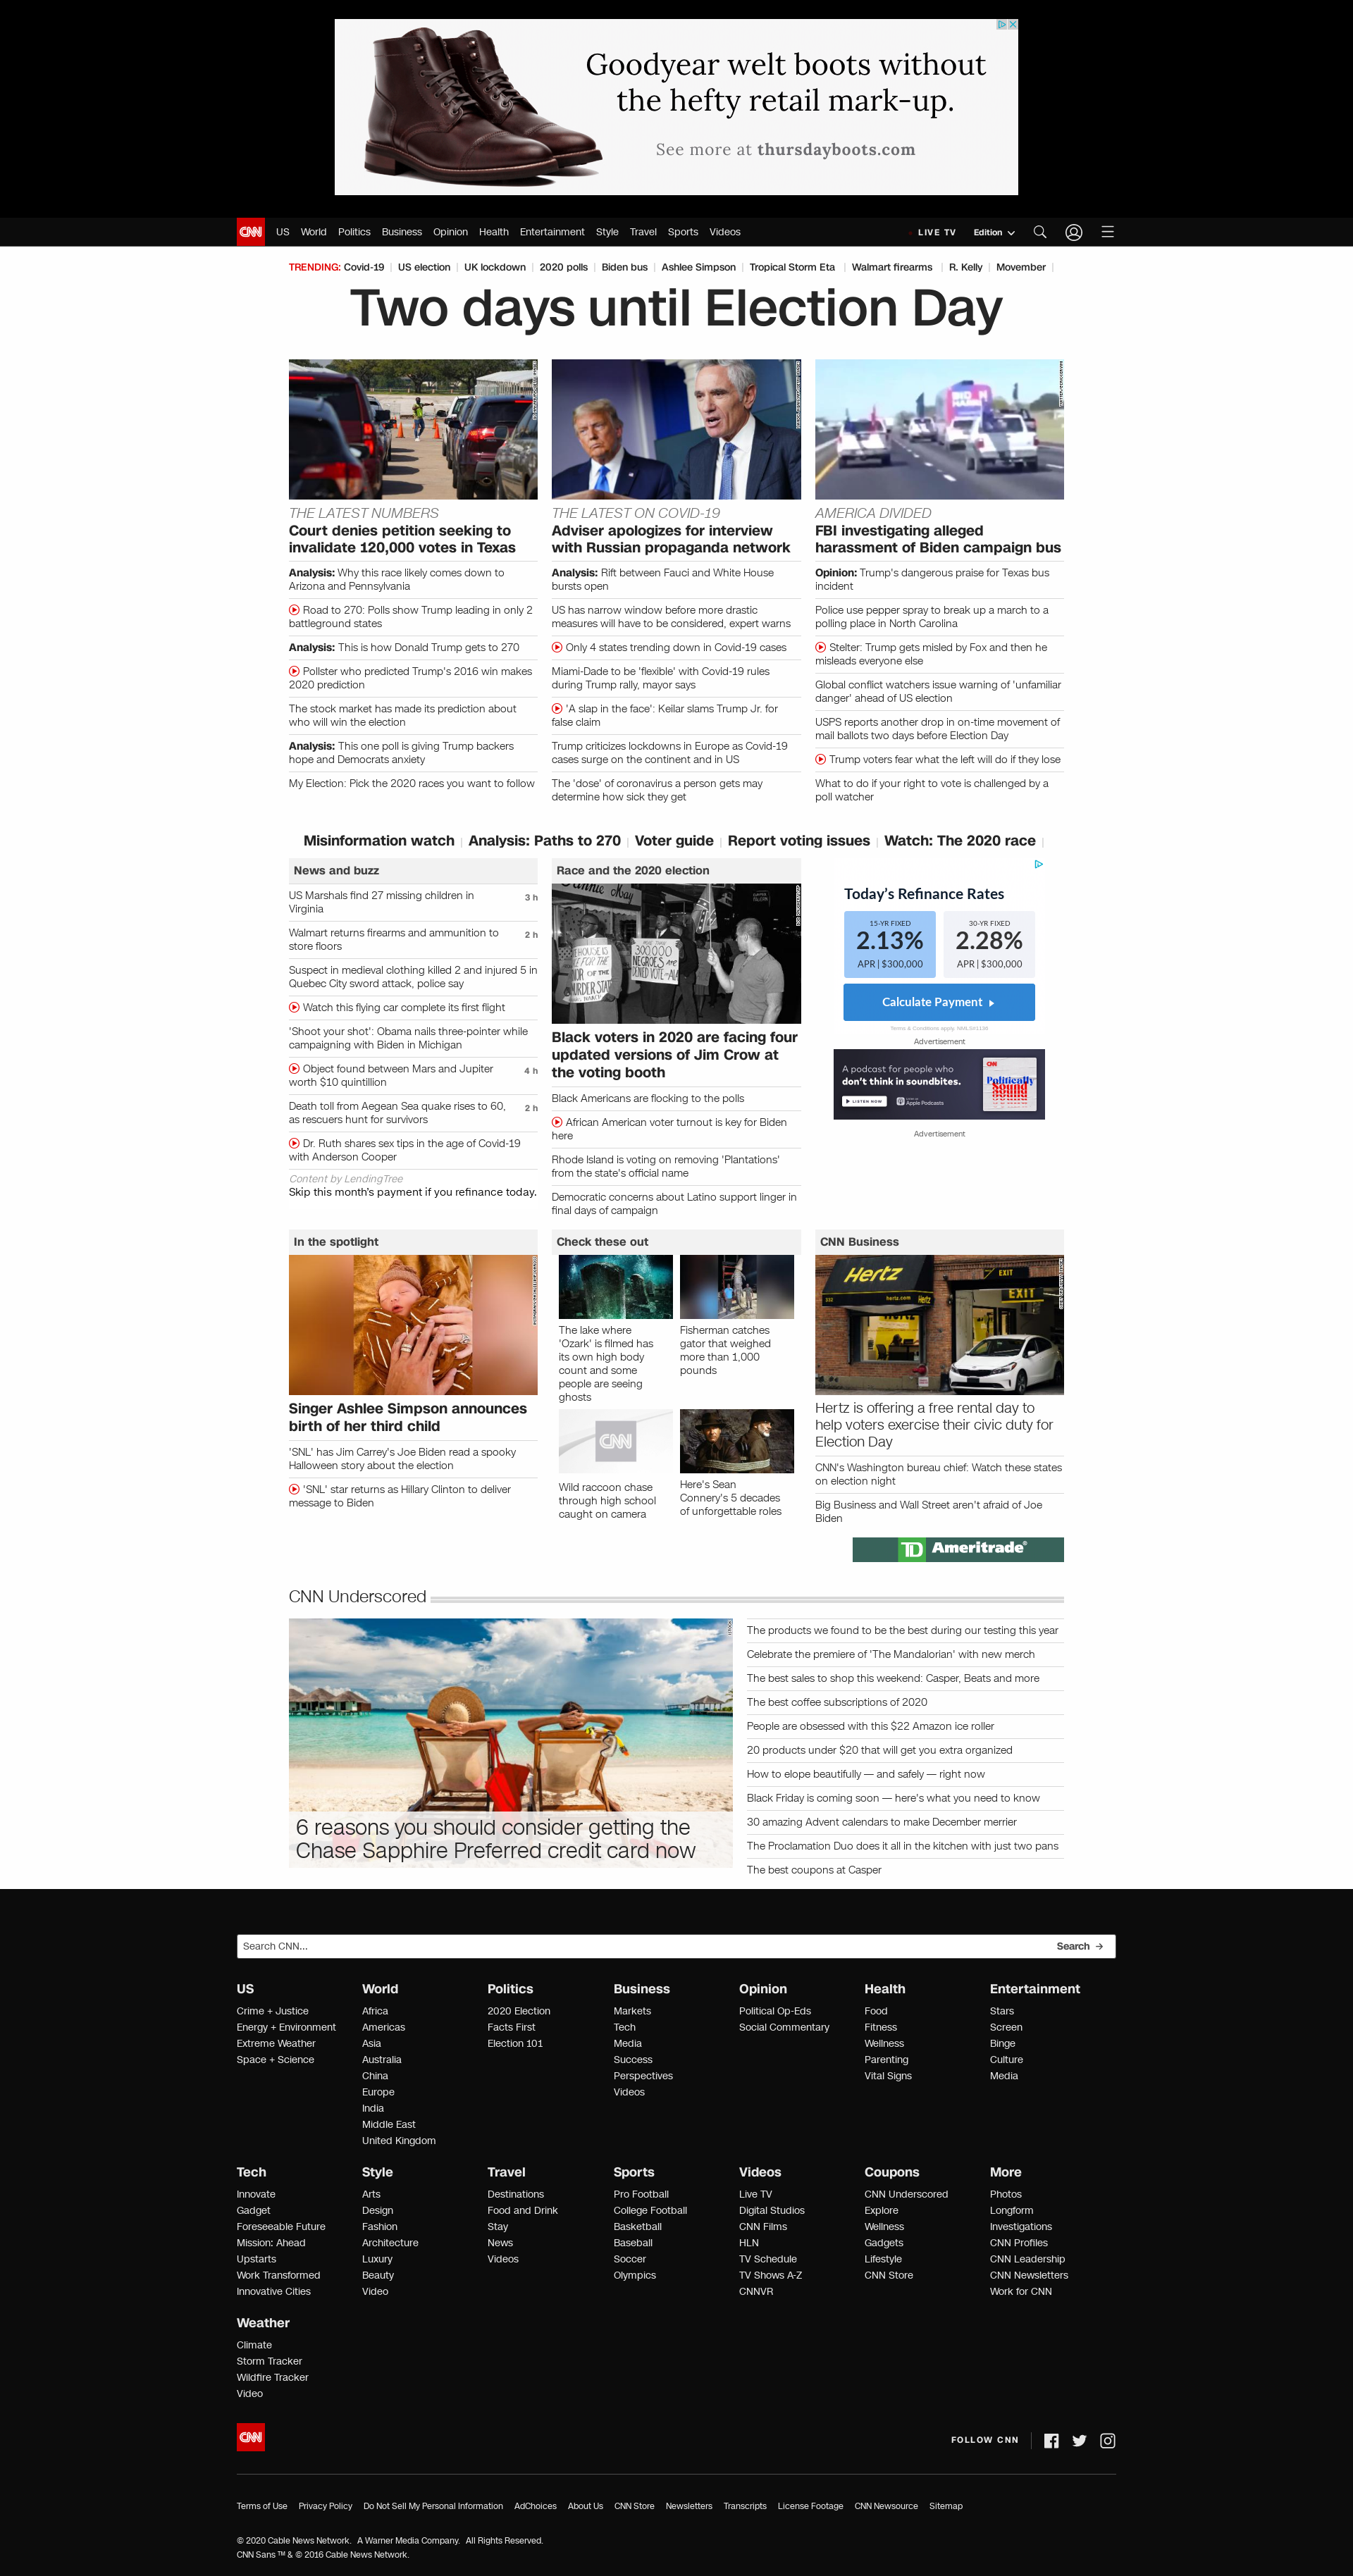 Goodyear welt boots without
the hefty retail mark-up.
See more at thursdayboots.com
CNN
US World Politics Business Opinion Health Entertainment Style Travel Sports Videos
LIVE TV Edition
TRENDING: Covid-19 | US election | UK lockdown | 2020 polls | Biden bus | Ashlee Simpson | Tropical Storm Eta | Walmart firearms | R. Kelly | Movember |
Two days until Election Day
THE LATEST NUMBERS
Court denies petition seeking to
invalidate 120,000 votes in Texas
Analysis: Why this race likely comes down to
Arizona and Pennsylvania
Road to 270: Polls show Trump leading in only 2
battleground states
Analysis: This is how Donald Trump gets to 270
Pollster who predicted Trump's 2016 win makes
2020 prediction
The stock market has made its prediction about
who will win the election
Analysis: This one poll is giving Trump backers
hope and Democrats anxiety
My Election: Pick the 2020 races you want to follow
THE LATEST ON COVID-19
Adviser apologizes for interview
with Russian propaganda network
Analysis: Rift between Fauci and White House
bursts open
US has narrow window before more drastic
measures will have to be considered, expert warns
Only 4 states trending down in Covid-19 cases
Miami-Dade to be 'flexible' with Covid-19 rules
during Trump rally, mayor says
'A slap in the face': Keilar slams Trump Jr. for
false claim
Trump criticizes lockdowns in Europe as Covid-19
cases surge on the continent and in US
The 'dose' of coronavirus a person gets may
determine how sick they get
AMERICA DIVIDED
FBI investigating alleged
harassment of Biden campaign bus
Opinion: Trump's dangerous praise for Texas bus
incident
Police use pepper spray to break up a march to a
polling place in North Carolina
Stelter: Trump gets misled by Fox and then he
misleads everyone else
Global conflict watchers issue warning of 'unfamiliar
danger' ahead of US election
USPS reports another drop in on-time movement of
mail ballots two days before Election Day
Trump voters fear what the left will do if they lose
What to do if your right to vote is challenged by a
poll watcher
Misinformation watch | Analysis: Paths to 270 | Voter guide | Report voting issues | Watch: The 2020 race |
News and buzz
US Marshals find 27 missing children in
Virginia
3 h
Walmart returns firearms and ammunition to
store floors
2 h
Suspect in medieval clothing killed 2 and injured 5 in
Quebec City sword attack, police say
Watch this flying car complete its first flight
'Shoot your shot': Obama nails three-pointer while
campaigning with Biden in Michigan
Object found between Mars and Jupiter
worth $10 quintillion
4 h
Death toll from Aegean Sea quake rises to 60,
as rescuers hunt for survivors
2 h
Dr. Ruth shares sex tips in the age of Covid-19
with Anderson Cooper
Content by LendingTree
Skip this month's payment if you refinance today.
Race and the 2020 election
Black voters in 2020 are facing four
updated versions of Jim Crow at
the voting booth
Black Americans are flocking to the polls
African American voter turnout is key for Biden
here
Rhode Island is voting on removing 'Plantations'
from the state's official name
Democratic concerns about Latino support linger in
final days of campaign
Today's Refinance Rates
15-YR FIXED
2.13%
APR | $300,000
30-YR FIXED
2.28%
APR | $300,000
Calculate Payment
Advertisement
CNN
A podcast for people who
don't think in soundbites.
Politically
Sound
LISTEN NOW
Apple Podcasts
Advertisement
In the spotlight
Singer Ashlee Simpson announces
birth of her third child
'SNL' has Jim Carrey's Joe Biden read a spooky
Halloween story about the election
'SNL' star returns as Hillary Clinton to deliver
message to Biden
Check these out
The lake where
'Ozark' is filmed has
its own high body
count and some
people are seeing
ghosts
Fisherman catches
gator that weighed
more than 1,000
pounds
CNN
Wild raccoon chase
through high school
caught on camera
Here's Sean
Connery's 5 decades
of unforgettable roles
CNN Business
Hertz
hertz.com
Hertz
EXIT
EXIT
Hertz is offering a free rental day to
help voters exercise their civic duty for
Election Day
CNN's Washington bureau chief: Watch these states
on election night
Big Business and Wall Street aren't afraid of Joe
Biden
TD Ameritrade®
CNN Underscored
6 reasons you should consider getting the
Chase Sapphire Preferred credit card now
The products we found to be the best during our testing this year
Celebrate the premiere of 'The Mandalorian' with new merch
The best sales to shop this weekend: Casper, Beats and more
The best coffee subscriptions of 2020
People are obsessed with this $22 Amazon ice roller
20 products under $20 that will get you extra organized
How to elope beautifully — and safely — right now
Black Friday is coming soon — here's what you need to know
30 amazing Advent calendars to make December merrier
The Proclamation Duo does it all in the kitchen with just two pans
The best coupons at Casper
Search CNN...
Search →
US
Crime + Justice
Energy + Environment
Extreme Weather
Space + Science
World
Africa
Americas
Asia
Australia
China
Europe
India
Middle East
United Kingdom
Politics
2020 Election
Facts First
Election 101
Business
Markets
Tech
Media
Success
Perspectives
Videos
Opinion
Political Op-Eds
Social Commentary
Health
Food
Fitness
Wellness
Parenting
Vital Signs
Entertainment
Stars
Screen
Binge
Culture
Media
Tech
Innovate
Gadget
Foreseeable Future
Mission: Ahead
Upstarts
Work Transformed
Innovative Cities
Style
Arts
Design
Fashion
Architecture
Luxury
Beauty
Video
Travel
Destinations
Food and Drink
Stay
News
Videos
Sports
Pro Football
College Football
Basketball
Baseball
Soccer
Olympics
Videos
Live TV
Digital Studios
CNN Films
HLN
TV Schedule
TV Shows A-Z
CNNVR
Coupons
CNN Underscored
Explore
Wellness
Gadgets
Lifestyle
CNN Store
More
Photos
Longform
Investigations
CNN Profiles
CNN Leadership
CNN Newsletters
Work for CNN
Weather
Climate
Storm Tracker
Wildfire Tracker
Video
CNN
FOLLOW CNN
Terms of Use Privacy Policy Do Not Sell My Personal Information AdChoices About Us CNN Store Newsletters Transcripts License Footage CNN Newsource Sitemap
© 2020 Cable News Network. A Warner Media Company. All Rights Reserved.
CNN Sans ™ & © 2016 Cable News Network.